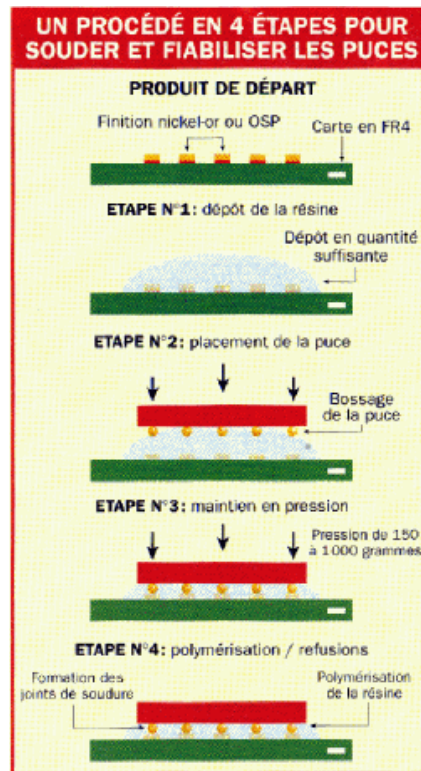 UN PROCÉDÉ EN 4 ÉTAPES POUR
SOUDER ET FIABILISER LES PUCES
PRODUIT DE DÉPART
Finition nickel-or ou OSP
Carte en FR4
ETAPE N°1: dépôt de la résine
Dépôt en quantité
suffisante
ETAPE N°2: placement de la puce
Bossage
de la puce
ETAPE N°3: maintien en pression
Pression du 150
à 1000 grammes
ETAPE N°4: polymérisation / refusions
Formation des
joints de soudure
Polymérisation
de la résine